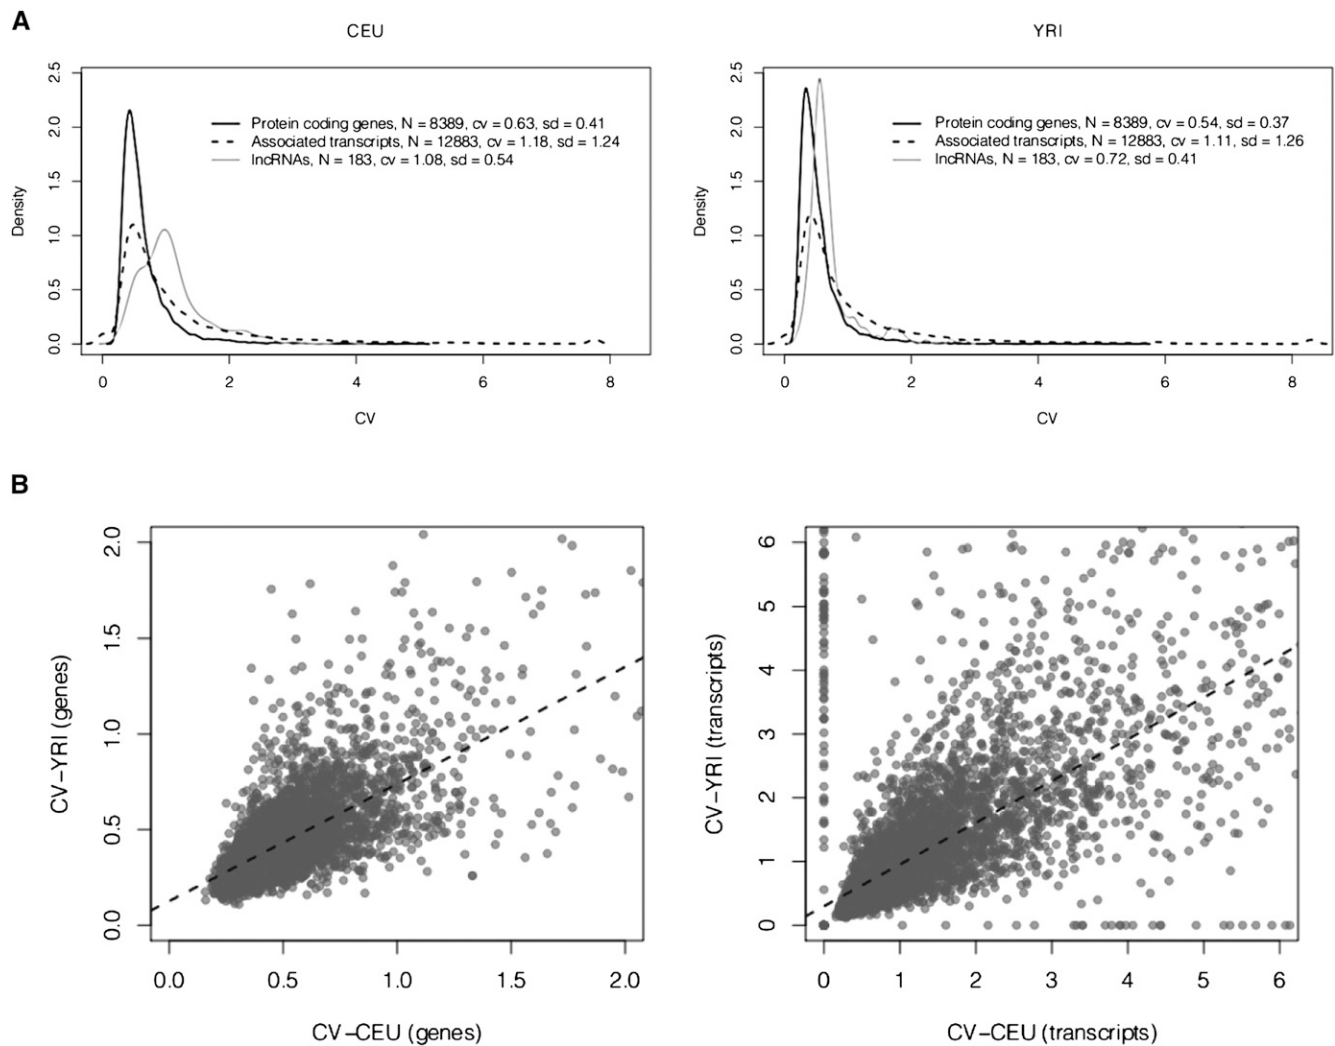 A
CEU
YRI
Density
2.5
2.0
1.5
1.0
0.5
0.0
Protein coding genes, N = 8389, cv = 0.63, sd = 0.41
Associated transcripts, N = 12883, cv = 1.18, sd = 1.24
lncRNAs, N = 183, cv = 1.08, sd = 0.54
0 2 4 6 8
CV
Density
2.5
2.0
1.5
1.0
0.5
0.0
Protein coding genes, N = 8389, cv = 0.54, sd = 0.37
Associated transcripts, N = 12883, cv = 1.11, sd = 1.26
lncRNAs, N = 183, cv = 0.72, sd = 0.41
0 2 4 6 8
CV
B
CV–YRI (genes)
2.0
1.5
1.0
0.5
0.0
0.0 0.5 1.0 1.5 2.0
CV–CEU (genes)
CV–YRI (transcripts)
6
5
4
3
2
1
0
0 1 2 3 4 5 6
CV–CEU (transcripts)